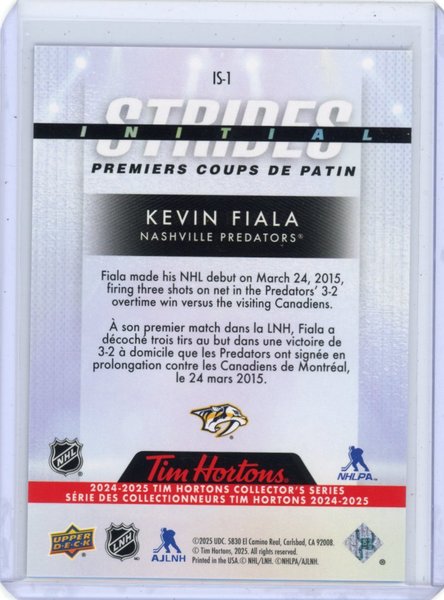 IS-1
STRIDES
INITIAL
PREMIERS COUPS DE PATIN
KEVIN FIALA
NASHVILLE PREDATORS®
Fiala made his NHL debut on March 24, 2015,
firing three shots on net in the Predators' 3-2
overtime win versus the visiting Canadiens.
À son premier match dans la LNH, Fiala a
décoché trois tirs au but dans une victoire de
3-2 à domicile que les Predators ont signée en
prolongation contre les Canadiens de Montréal,
le 24 mars 2015.
NHL
Tim Hortons®
NHLPA
2024-2025 TIM HORTONS COLLECTOR'S SERIES
SÉRIE DES COLLECTIONNEURS TIM HORTONS 2024-2025
UPPER DECK
LNH
AJLNH
©2025 UDC. 5830 El Camino Real, Carlsbad, CA 92008.
© Tim Hortons, 2025. All rights reserved.
Printed in the USA. © NHL/LNH. ©NHLPA/AJLNH.